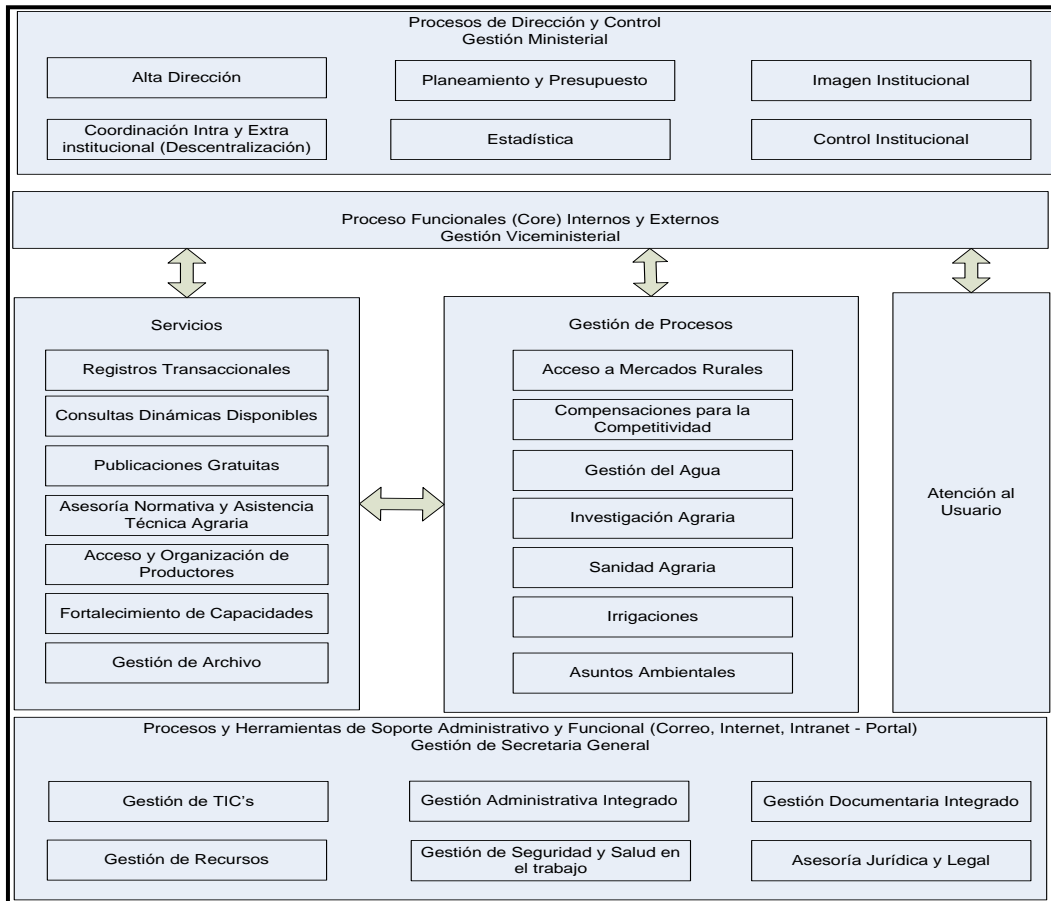 Procesos de Dirección y Control
Gestión Ministerial
Alta Dirección
Planeamiento y Presupuesto
Imagen Institucional
Coordinación Intra y Extra
institucional (Descentralización)
Estadística
Control Institucional
Proceso Funcionales (Core) Internos y Externos
Gestión Viceministerial
Servicios
Registros Transaccionales
Consultas Dinámicas Disponibles
Publicaciones Gratuitas
Asesoría Normativa y Asistencia
Técnica Agraria
Acceso y Organización de
Productores
Fortalecimiento de Capacidades
Gestión de Archivo
Gestión de Procesos
Acceso a Mercados Rurales
Compensaciones para la
Competitividad
Gestión del Agua
Investigación Agraria
Sanidad Agraria
Irrigaciones
Asuntos Ambientales
Atención al
Usuario
Procesos y Herramientas de Soporte Administrativo y Funcional (Correo, Internet, Intranet - Portal)
Gestión de Secretaria General
Gestión de TIC's
Gestión Administrativa Integrado
Gestión Documentaria Integrado
Gestión de Recursos
Gestión de Seguridad y Salud en
el trabajo
Asesoría Jurídica y Legal